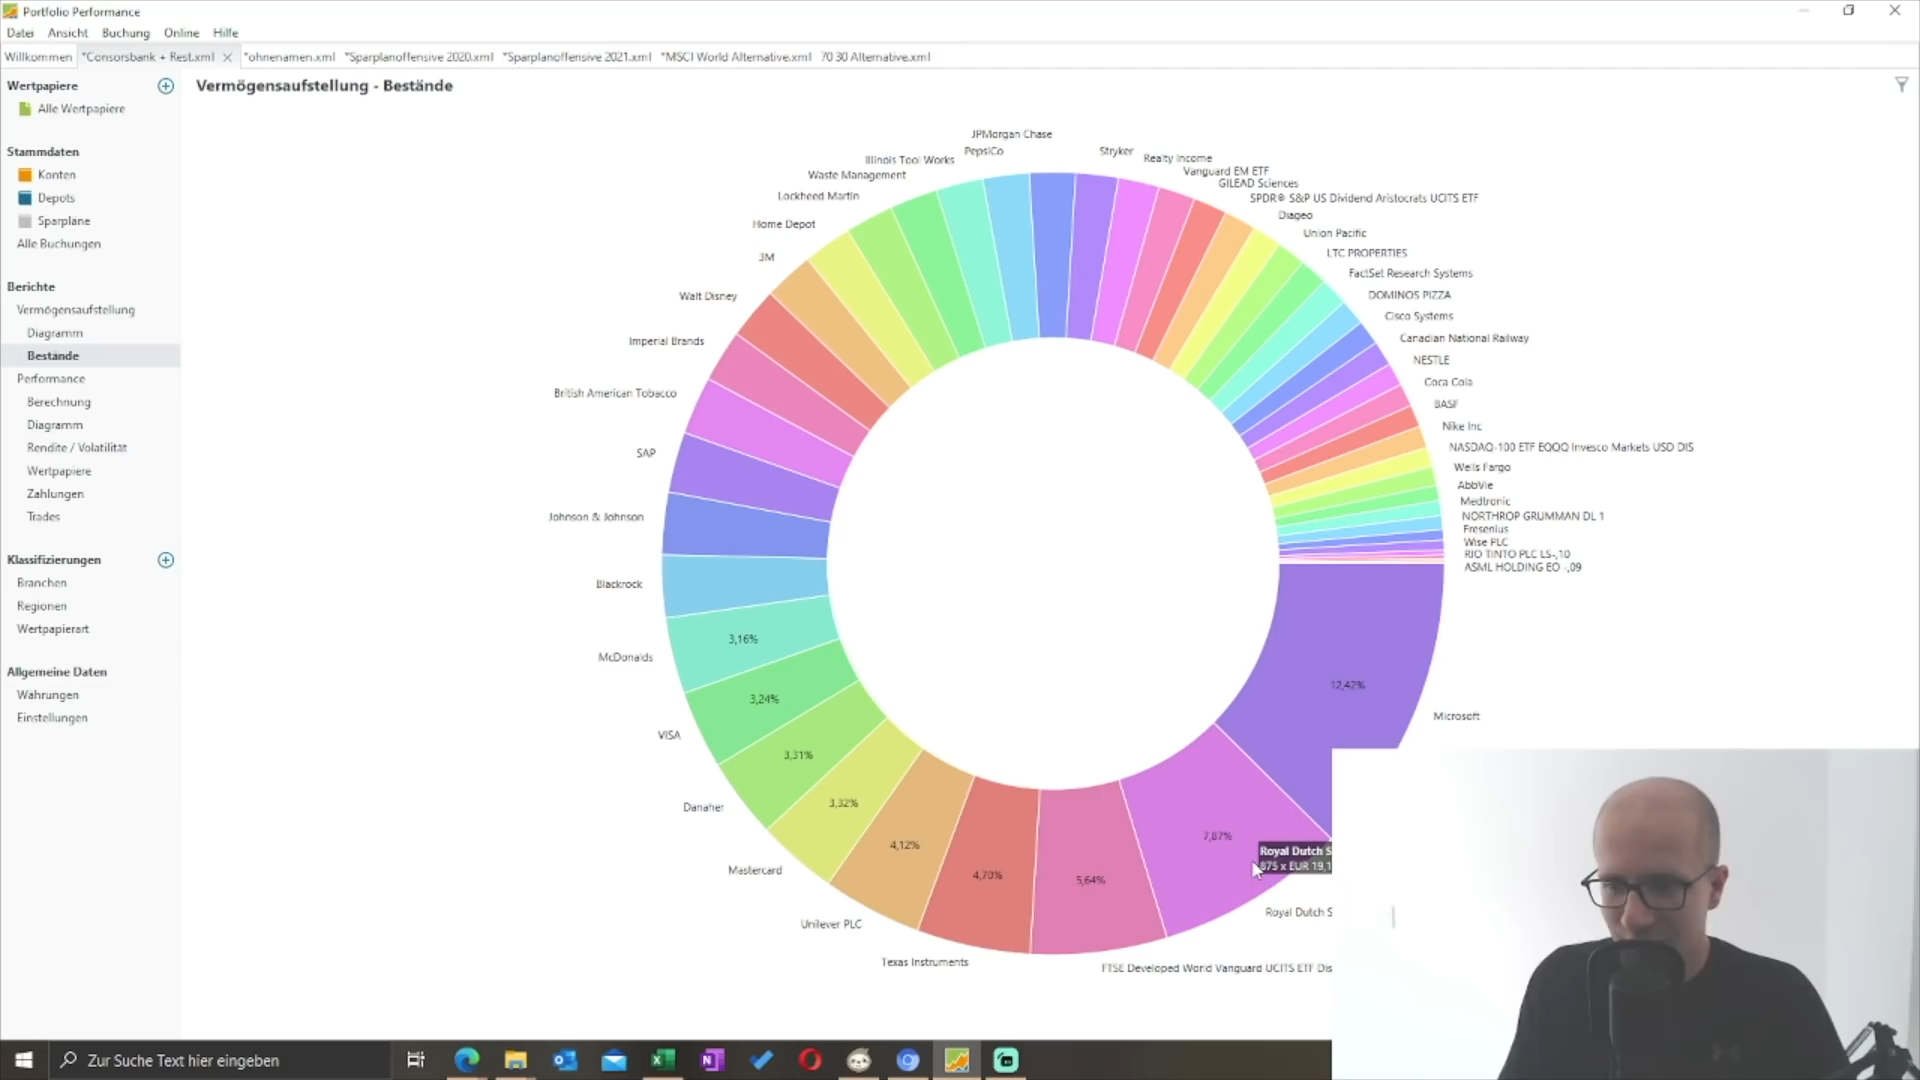 Portfolio Performance
Datei Ansicht Buchung Online Hilfe
Willkommen *Consorsbank + Rest.xml *ohnenamen.xml *Sparplanoffensive 2020.xml *Sparplanoffensive 2021.xml *MSCI World Alternative.xml 70 30 Alternative.xml
Wertpapiere
Alle Wertpapiere
Stammdaten
Konten
Depots
Sparpläne
Alle Buchungen
Berichte
Vermögensaufstellung
Diagramm
Bestände
Performance
Berechnung
Diagramm
Rendite / Volatilität
Wertpapiere
Zahlungen
Trades
Klassifizierungen
Branchen
Regionen
Wertpapierart
Allgemeine Daten
Währungen
Einstellungen
Vermögensaufstellung - Bestände
JPMorgan Chase
PepsiCo
Illinois Tool Works
Waste Management
Lockheed Martin
Home Depot
3M
Walt Disney
Imperial Brands
British American Tobacco
SAP
Johnson & Johnson
Blackrock
McDonalds
VISA
Danaher
Mastercard
Unilever PLC
Texas Instruments
FTSE Developed World Vanguard UCITS ETF Dis
Royal Dutch S
Microsoft
Stryker
Realty Income
Vanguard EM ETF
GILEAD Sciences
SPDR® S&P US Dividend Aristocrats UCITS ETF
Diageo
Union Pacific
LTC PROPERTIES
FactSet Research Systems
DOMINOS PIZZA
Cisco Systems
Canadian National Railway
NESTLE
Coca Cola
BASF
Nike Inc
NASDAQ-100 ETF EQQQ Invesco Markets USD DIS
Wells Fargo
AbbVie
Medtronic
NORTHROP GRUMMAN DL 1
Fresenius
Wise PLC
RIO TINTO PLC LS-,10
ASML HOLDING EO -,09
3,16%
3,24%
3,31%
3,32%
4,12%
4,70%
5,64%
7,87%
12,42%
Royal Dutch S
875 x EUR 19,1
Zur Suche Text hier eingeben